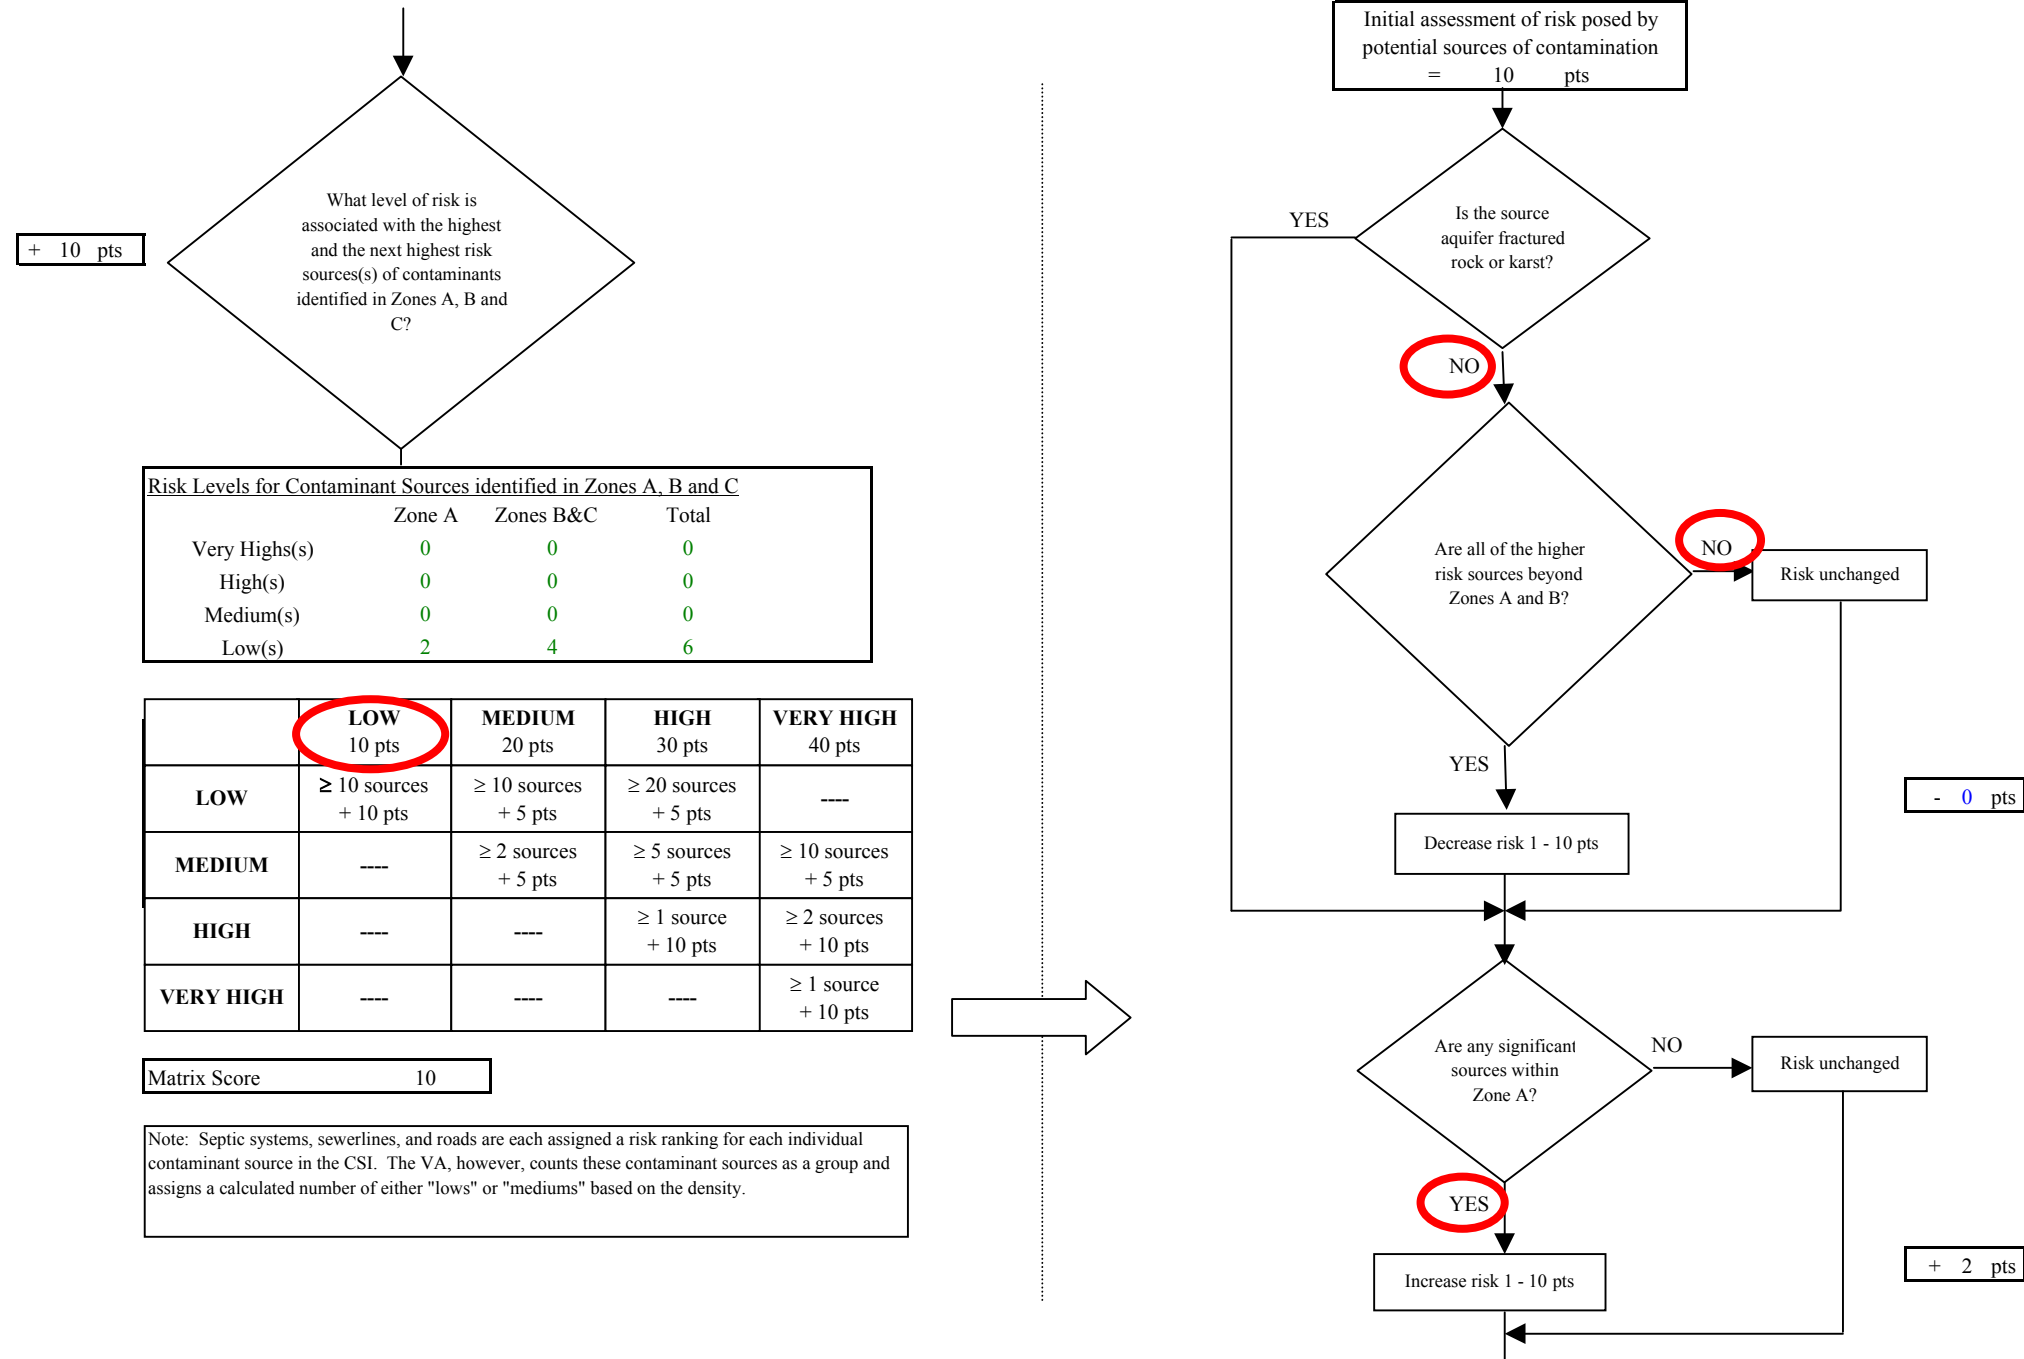 + 10 pts
What level of risk is
associated with the highest
and the next highest risk
sources(s) of contaminants
identified in Zones A, B and
C?
Risk Levels for Contaminant Sources identified in Zones A, B and C
Zone A Zones B&C Total
Very Highs(s) 0 0 0
High(s) 0 0 0
Medium(s) 0 0 0
Low(s) 2 4 6
LOW MEDIUM HIGH VERY HIGH
10 pts 20 pts 30 pts 40 pts
LOW ≥ 10 sources ≥ 10 sources ≥ 20 sources ----
+ 10 pts + 5 pts + 5 pts
MEDIUM ---- ≥ 2 sources ≥ 5 sources ≥ 10 sources
+ 5 pts + 5 pts + 5 pts
HIGH ---- ---- ≥ 1 source ≥ 2 sources
+ 10 pts + 10 pts
VERY HIGH ---- ---- ---- ≥ 1 source
+ 10 pts
Matrix Score 10
Note: Septic systems, sewerlines, and roads are each assigned a risk ranking for each individual
contaminant source in the CSI. The VA, however, counts these contaminant sources as a group and
assigns a calculated number of either "lows" or "mediums" based on the density.
Initial assessment of risk posed by
potential sources of contamination
= 10 pts
YES
Is the source
aquifer fractured
rock or karst?
NO
Are all of the higher
risk sources beyond
Zones A and B?
NO
Risk unchanged
YES
Decrease risk 1 - 10 pts
- 0 pts
Are any significant
sources within
Zone A?
NO
Risk unchanged
YES
Increase risk 1 - 10 pts
+ 2 pts